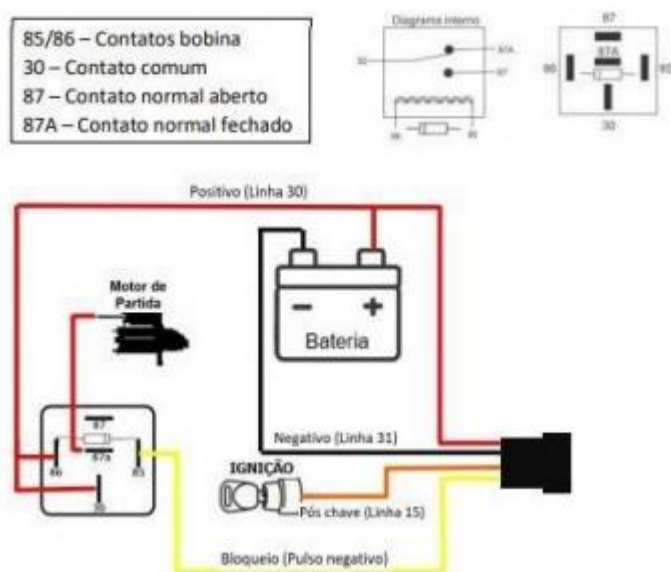 85/86 – Contatos bobina
30 – Contato comum
87 – Contato normal aberto
87A – Contato normal fechado
Diagrama interno
30
87A
87
86
85
87
87A
86
85
30
Positivo (Linha 30)
Motor de
Partida
Bateria
87
87a
86
85
30
Negativo (Linha 31)
IGNIÇÃO
Pós chave (Linha 15)
Bloqueio (Pulso negativo)